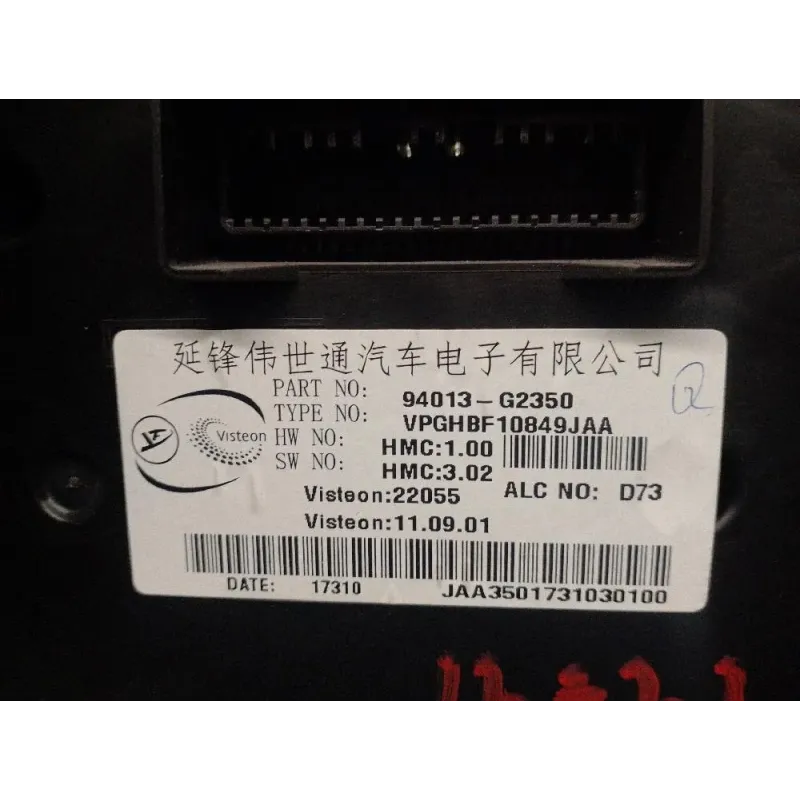 延锋伟世通汽车电子有限公司
Visteon
PART NO: 94013-G2350
TYPE NO: VPGHBF10849JAA
HW NO: HMC:1.00
SW NO: HMC:3.02
Visteon:22055 ALC NO: D73
Visteon:11.09.01
DATE: 17310 JAA3501731030100